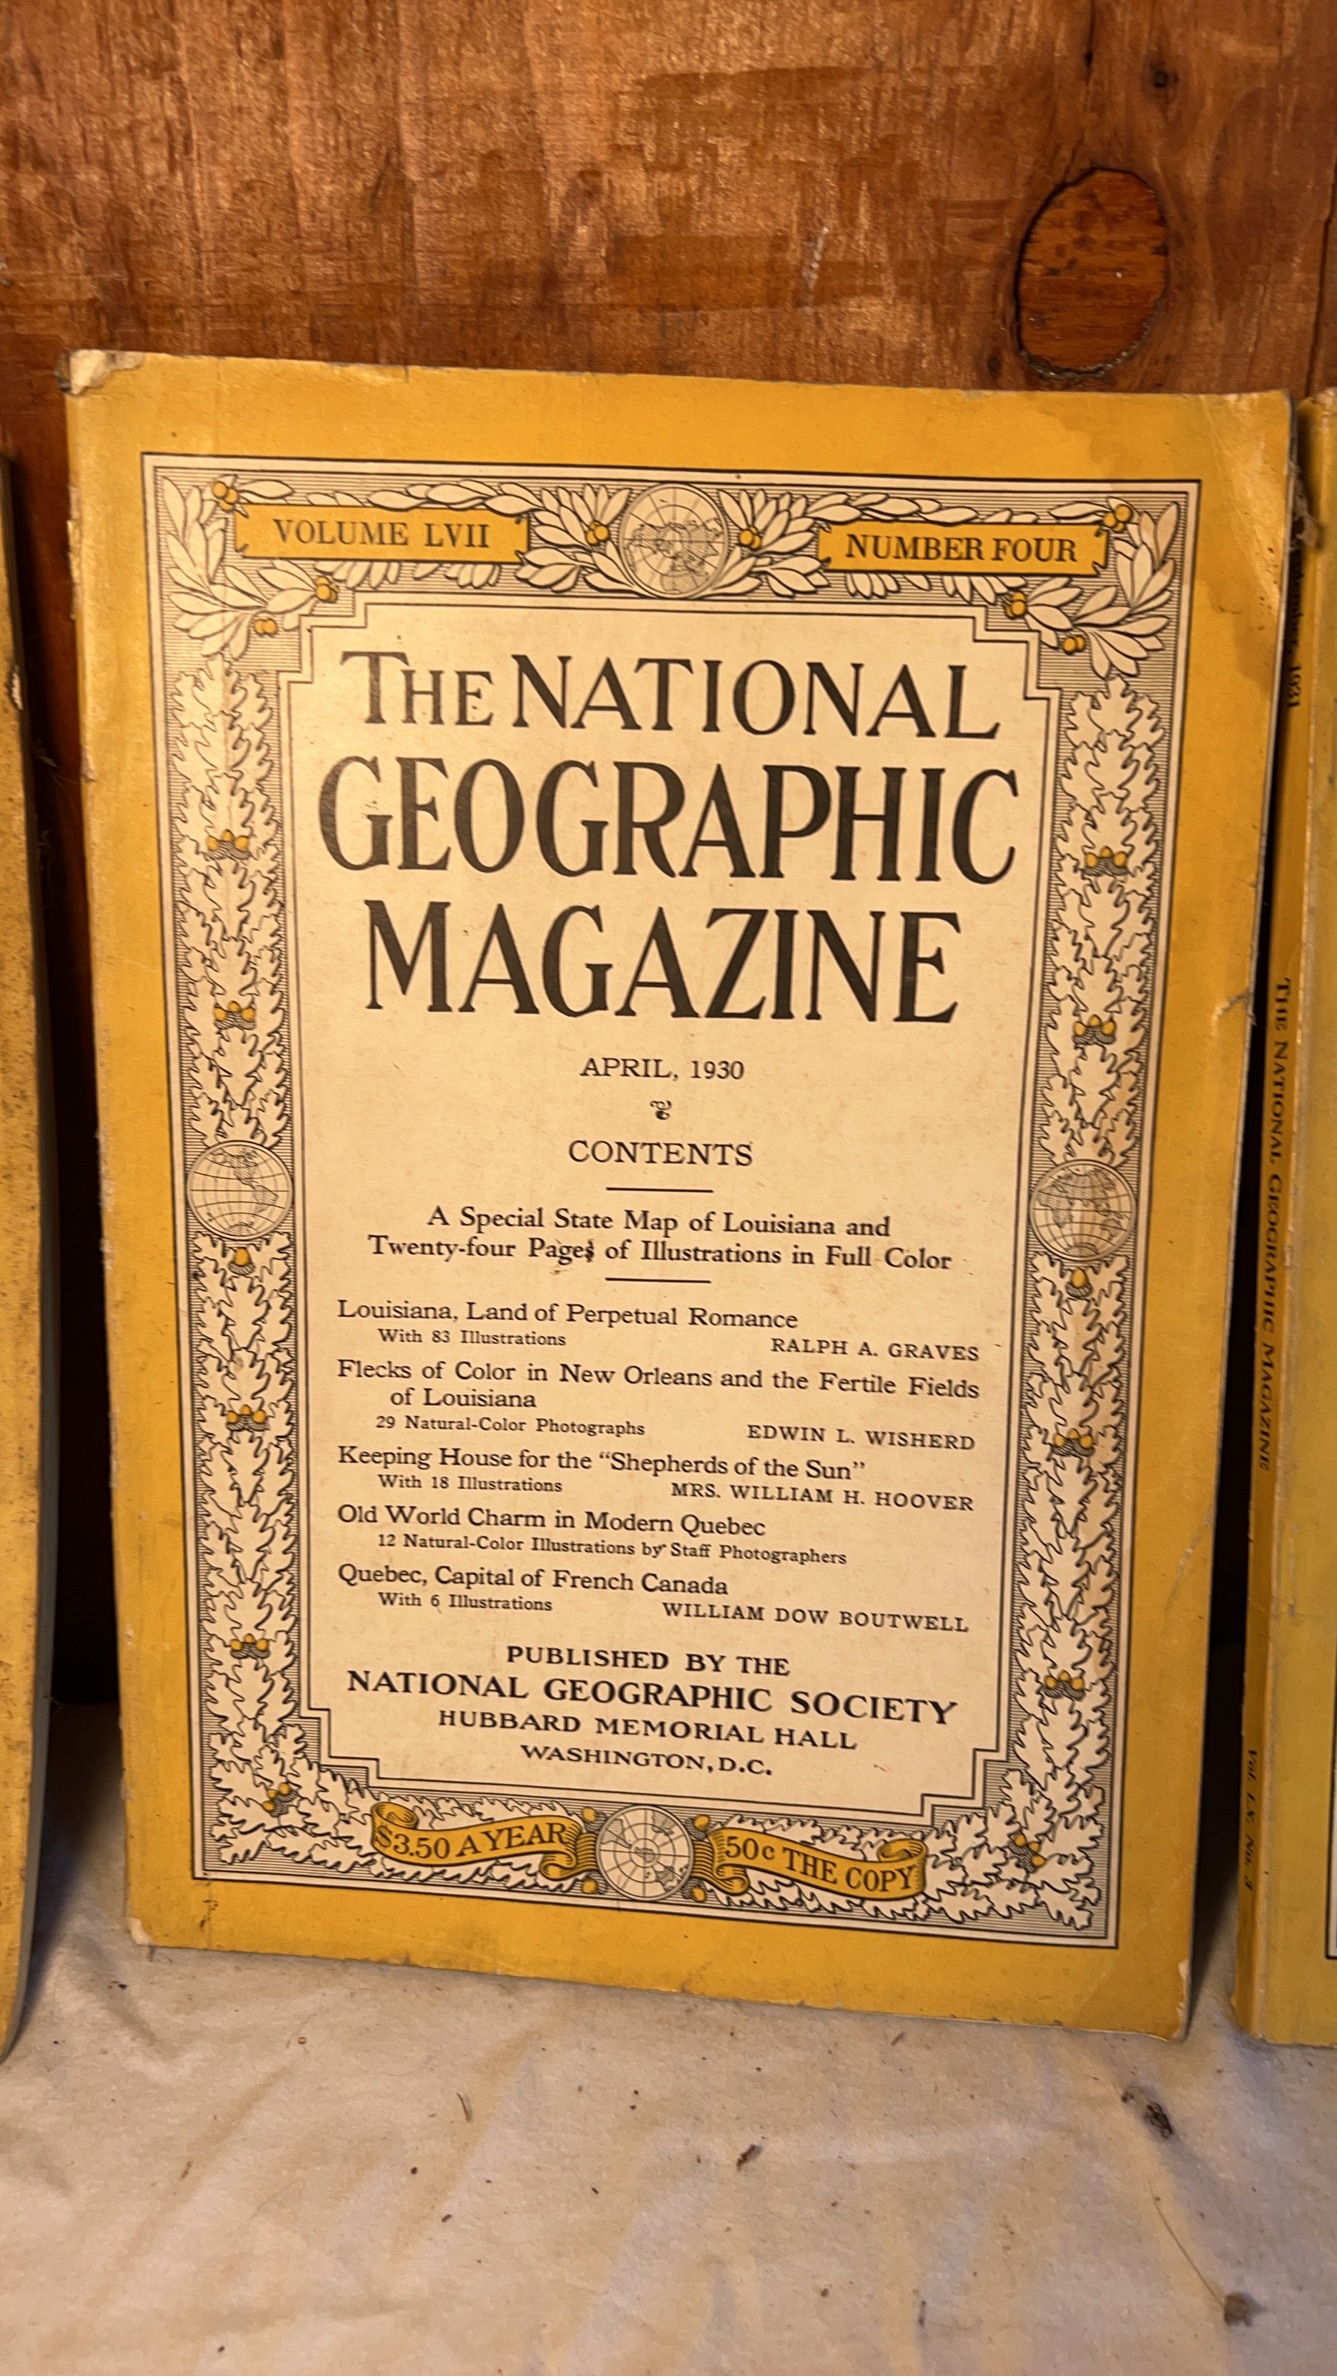 VOLUME LVII
NUMBER FOUR
THE NATIONAL
GEOGRAPHIC
MAGAZINE
APRIL, 1930
CONTENTS
A Special State Map of Louisiana and
Twenty-four Pages of Illustrations in Full Color
Louisiana, Land of Perpetual Romance
With 83 Illustrations RALPH A. GRAVES
Flecks of Color in New Orleans and the Fertile Fields
of Louisiana
29 Natural-Color Photographs EDWIN L. WISHERD
Keeping House for the "Shepherds of the Sun"
With 18 Illustrations MRS. WILLIAM H. HOOVER
Old World Charm in Modern Quebec
12 Natural-Color Illustrations by Staff Photographers
Quebec, Capital of French Canada
With 6 Illustrations WILLIAM DOW BOUTWELL
PUBLISHED BY THE
NATIONAL GEOGRAPHIC SOCIETY
HUBBARD MEMORIAL HALL
WASHINGTON, D.C.
$3.50 A YEAR
50c THE COPY
1931
THE NATIONAL GEOGRAPHIC MAGAZINE
Vol. LX No. 3